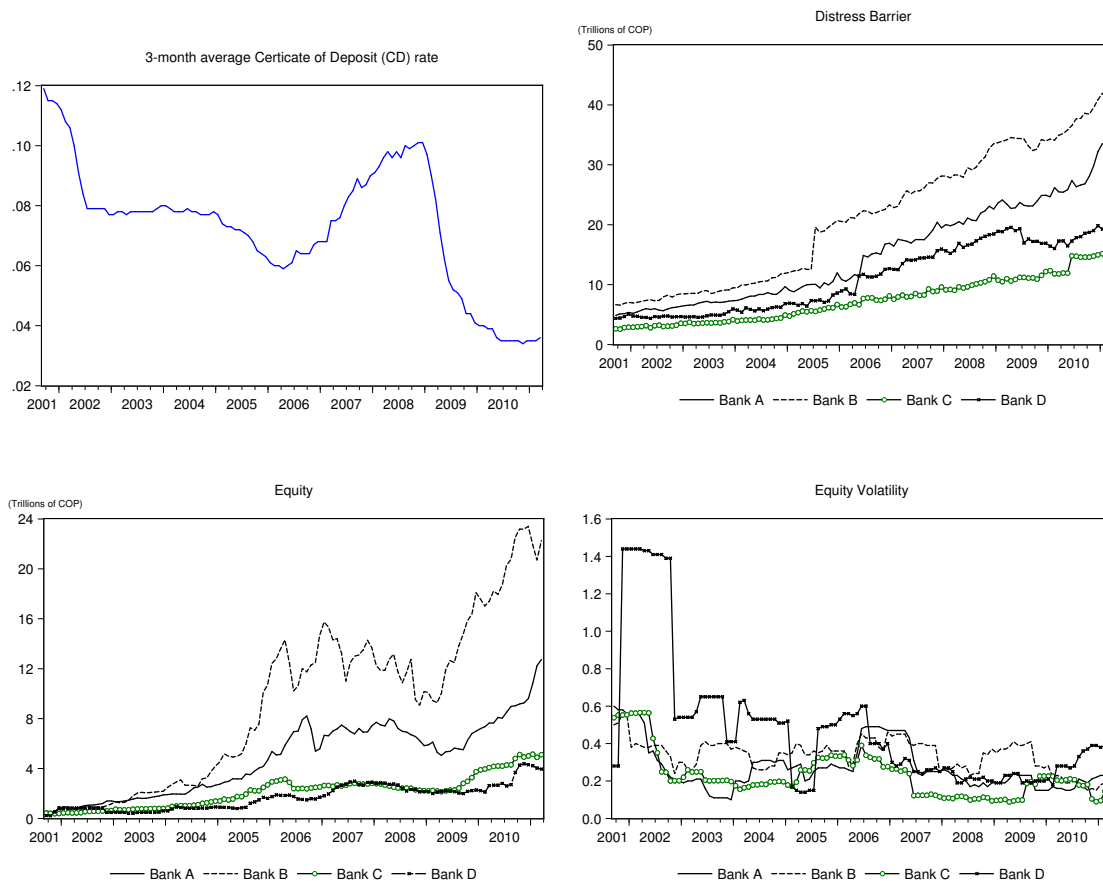 3-month average Certicate of Deposit (CD) rate
.12
.10
.08
.06
.04
.02
2001 2002 2003 2004 2005 2006 2007 2008 2009 2010
Distress Barrier
(Trillions of COP)
50
40
30
20
10
0
2001 2002 2003 2004 2005 2006 2007 2008 2009 2010
Bank A Bank B Bank C Bank D
Equity
(Trillions of COP)
24
20
16
12
8
4
0
2001 2002 2003 2004 2005 2006 2007 2008 2009 2010
Bank A Bank B Bank C Bank D
Equity Volatility
1.6
1.4
1.2
1.0
0.8
0.6
0.4
0.2
0.0
2001 2002 2003 2004 2005 2006 2007 2008 2009 2010
Bank A Bank B Bank C Bank D